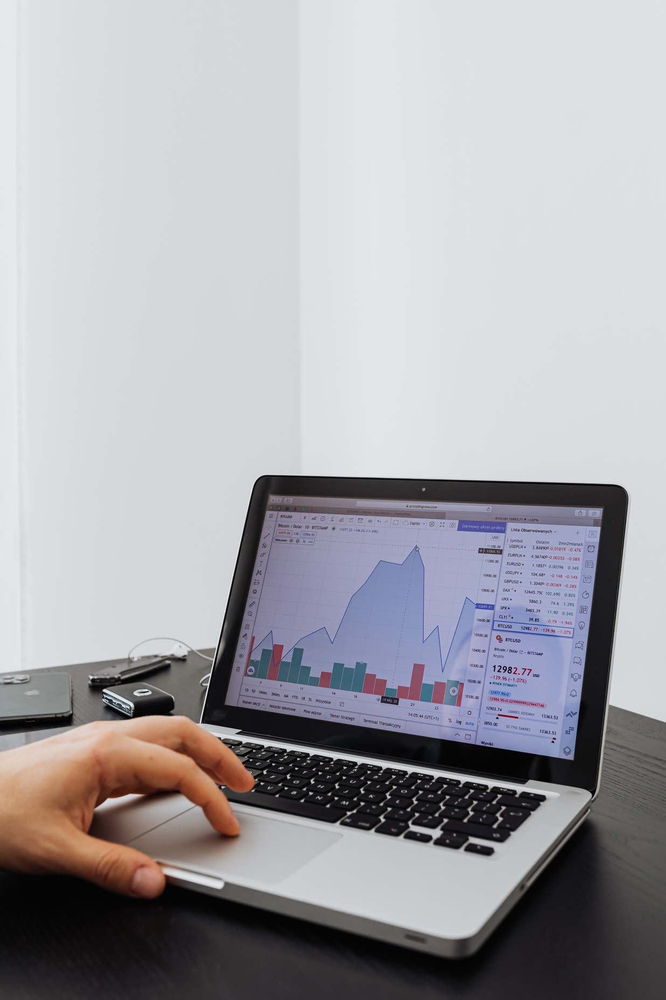 pl.tradingview.com
BTCUSD 12982.77 ▼ −1.07%
BTCUSD D Zapisz Darmowy okres próbny
Bitcoin / Dolar · 1D · BITSTAMP 11077.22 +146.02 (+1.34%)
12977.95 7.00 12984.95
Wolumen
USD
11100.00
11066.92
11000.00
10900.00
10800.00
10689.81
10600.00
10500.00
10400.00
10300.00
10200.00
10100.00
7 9 11 14 16 18 19 Wrz '20 21 23
1D 5D 1Mies. 3Mies. 6M YTD 1R 5L Wszystkie
14:05:44 (UTC+1) % log auto
Skaner akcji Notatki tekstowe Pine edytor Tester Strategii Terminal Transakcyjny
Lista Obserwowanych
Symbol Ostatni Zmn Zmiana%
USDPLN 3.84890 −0.01819 −0.47%
EURPLN 4.56740 −0.00352 −0.08%
EURUSD 1.1857³ 0.00396 0.34%
USDJPY 104.68⁴ −0.148 −0.14%
GBPUSD 1.3040⁰ −0.00369 −0.28%
DAX D 12645.750 102.690 0.82%
UKX 5860.3 74.6 1.29%
SPX 3465.39 11.90 0.34%
CL1! D 39.85 −0.79 −1.94%
BTCUSD 12982.77 −139.96 −1.07%
BTCUSD
Bitcoin / Dolar · BITSTAMP
Krypto
12982.77 USD
−139.96 (−1.07%)
RYNEK OTWARTY
12977.95×2
12984.95×0.029999999329447746
12903.74 ZAKRES DZIENNY 13363.53
3850.00 52 TYG ZAKRES 13363.53
Wyniki